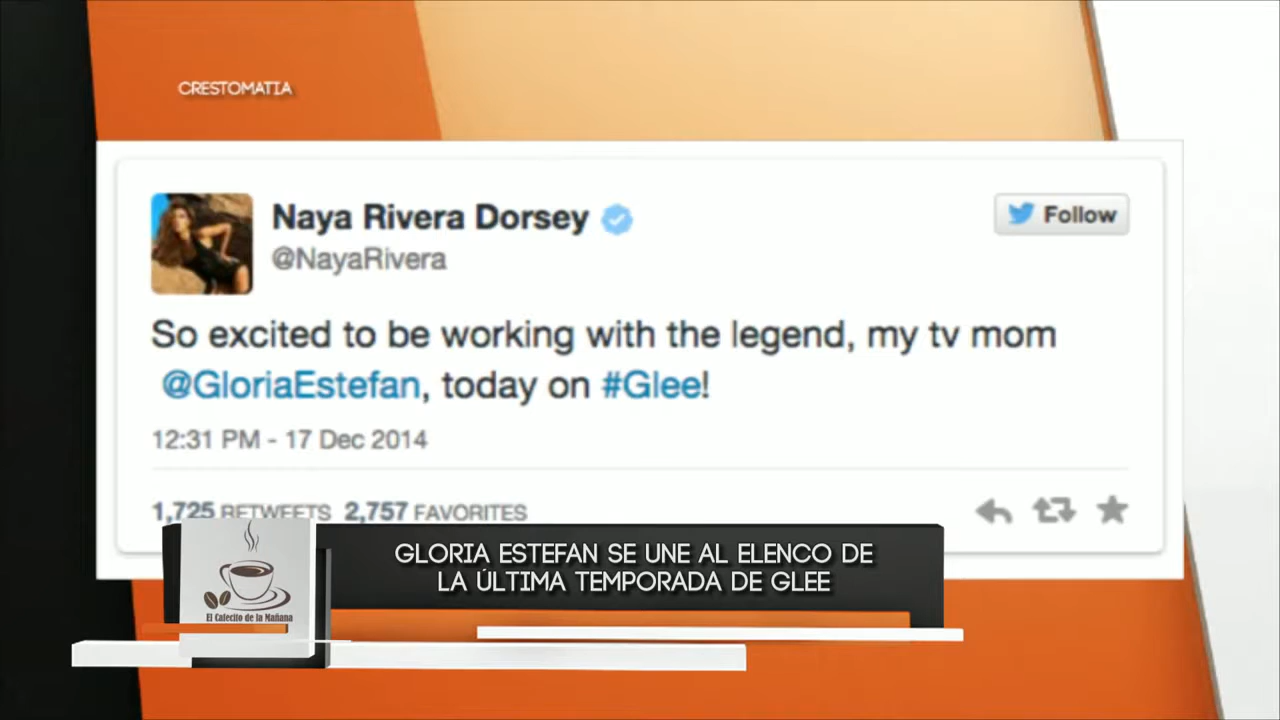 CRESTOMATIA
Naya Rivera Dorsey
@NayaRivera
Follow
So excited to be working with the legend, my tv mom
@GloriaEstefan, today on #Glee!
12:31 PM - 17 Dec 2014
1,725 RETWEETS 2,757 FAVORITES
GLORIA ESTEFAN SE UNE AL ELENCO DE
LA ÚLTIMA TEMPORADA DE GLEE
El Cafecito de la Mañana